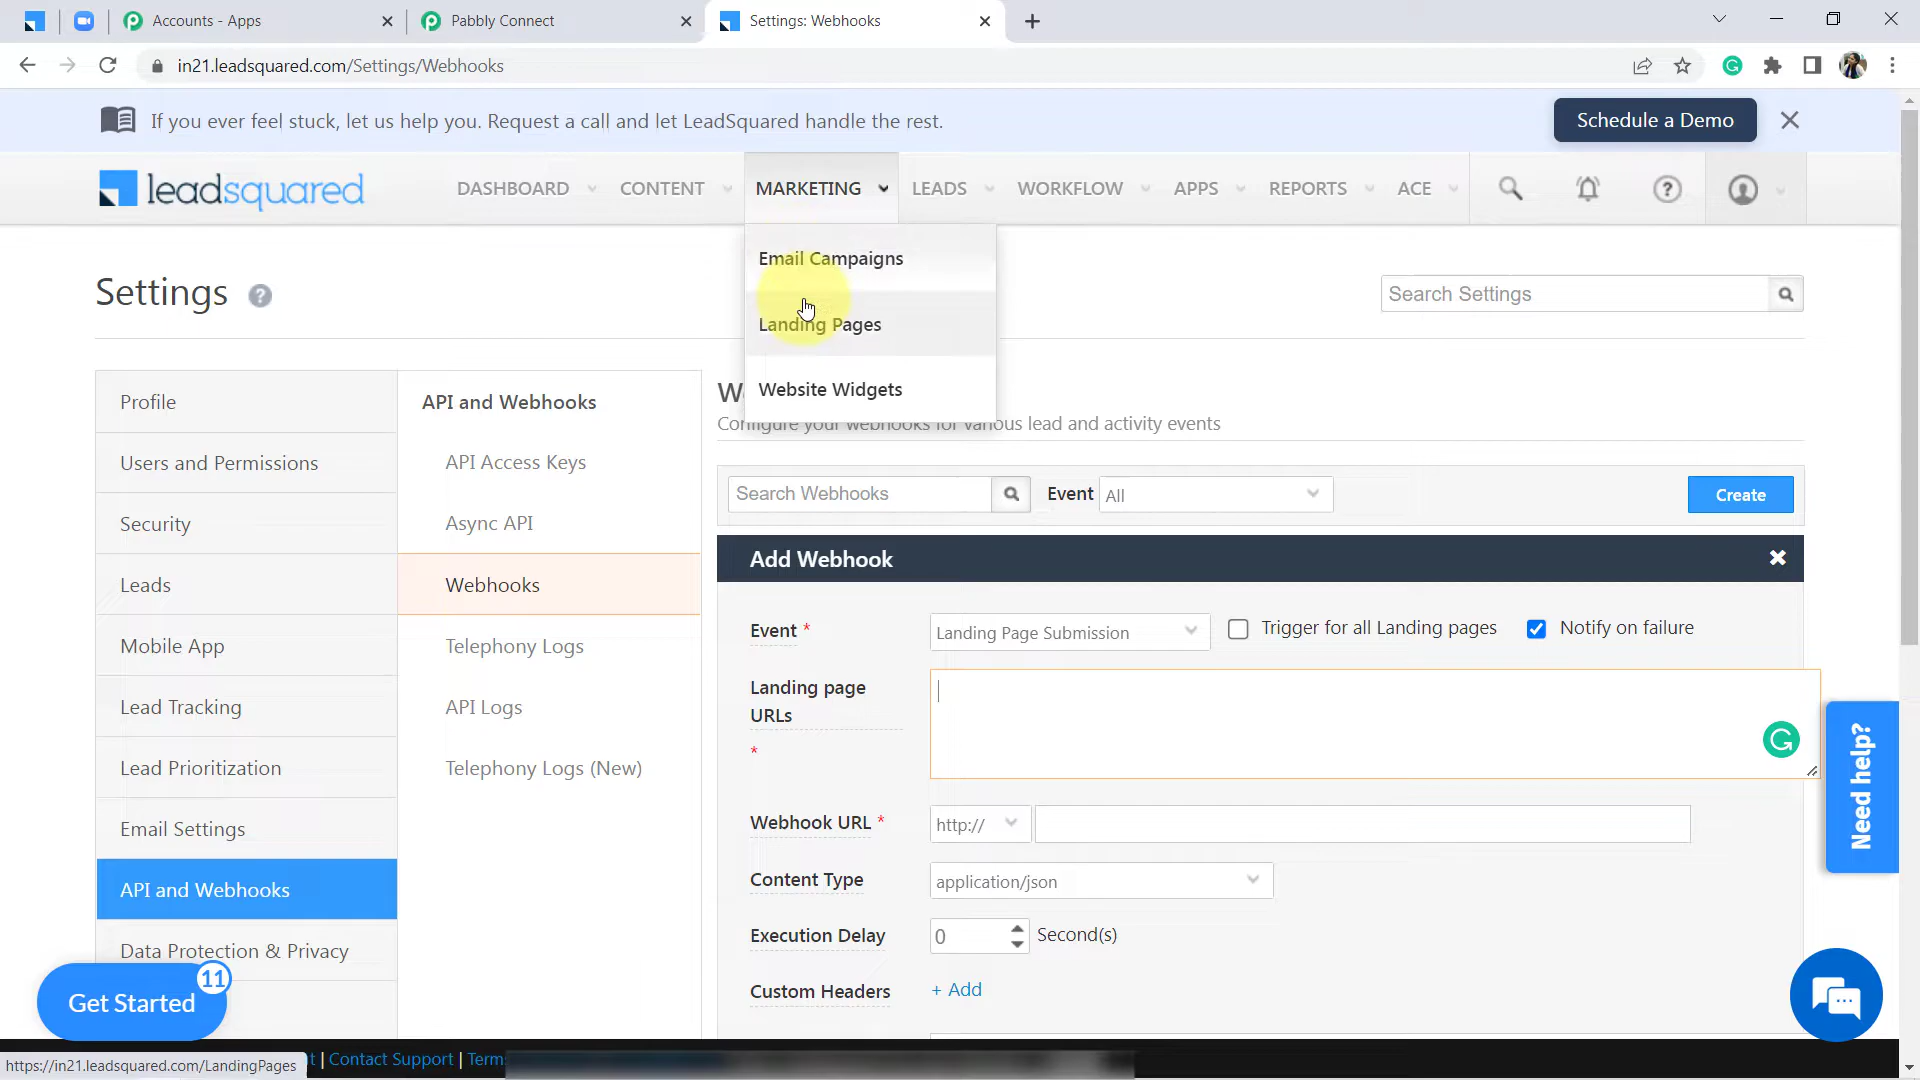 Accounts - Apps
Pabbly Connect
Settings: Webhooks
in21.leadsquared.com/Settings/Webhooks
If you ever feel stuck, let us help you. Request a call and let LeadSquared handle the rest.
Schedule a Demo
leadsquared
DASHBOARD
CONTENT
MARKETING
LEADS
WORKFLOW
APPS
REPORTS
ACE
Email Campaigns
Landing Pages
Website Widgets
Settings
Search Settings
Profile
Users and Permissions
Security
Leads
Mobile App
Lead Tracking
Lead Prioritization
Email Settings
API and Webhooks
Data Protection & Privacy
API and Webhooks
API Access Keys
Async API
Webhooks
Telephony Logs
API Logs
Telephony Logs (New)
Configure your webhooks for various lead and activity events
Search Webhooks
Event
All
Create
Add Webhook
Event *
Landing Page Submission
Trigger for all Landing pages
Notify on failure
Landing page
URLs
*
Webhook URL *
http://
Content Type
application/json
Execution Delay
0
Second(s)
Custom Headers
+ Add
Need help?
Get Started
11
https://in21.leadsquared.com/LandingPages
| Contact Support |